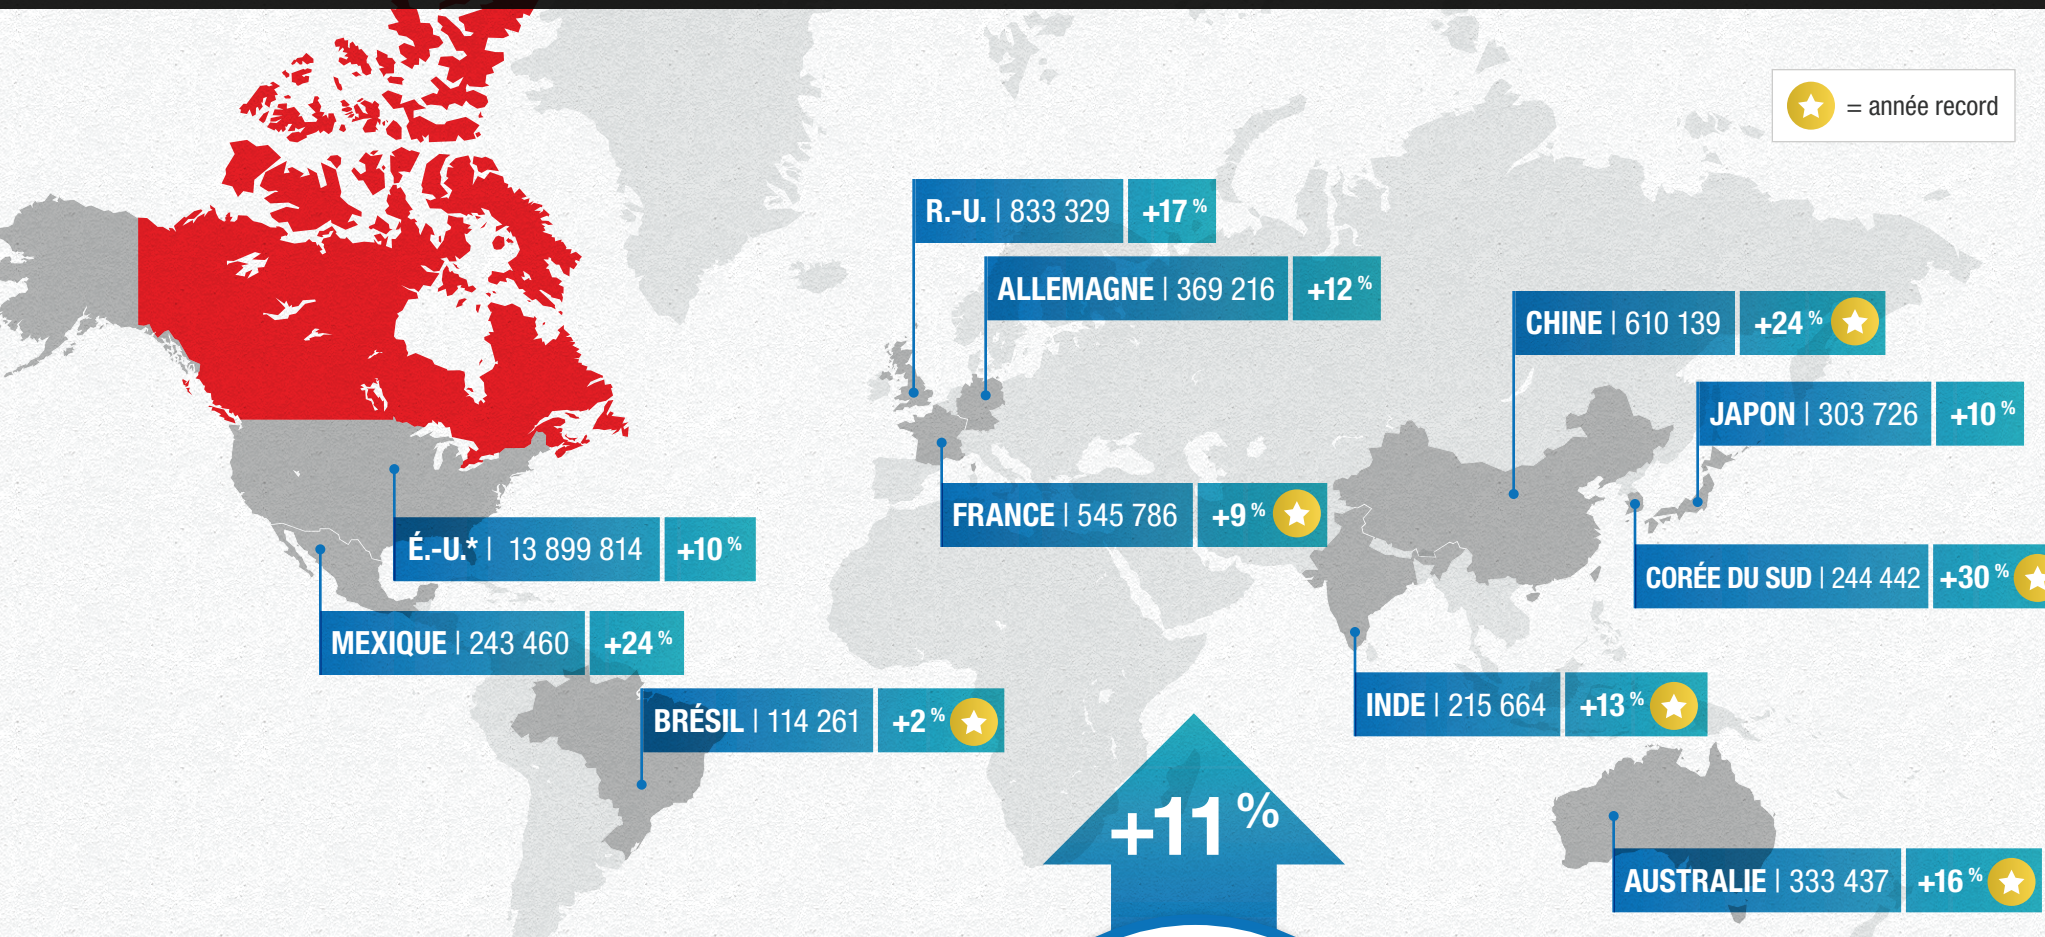 = année record
R.-U. | 833 329 +17 %
ALLEMAGNE | 369 216 +12 %
CHINE | 610 139 +24 %
JAPON | 303 726 +10 %
FRANCE | 545 786 +9 %
É.-U.* | 13 899 814 +10 %
CORÉE DU SUD | 244 442 +30 %
MEXIQUE | 243 460 +24 %
INDE | 215 664 +13 %
BRÉSIL | 114 261 +2 %
+11 %
AUSTRALIE | 333 437 +16 %